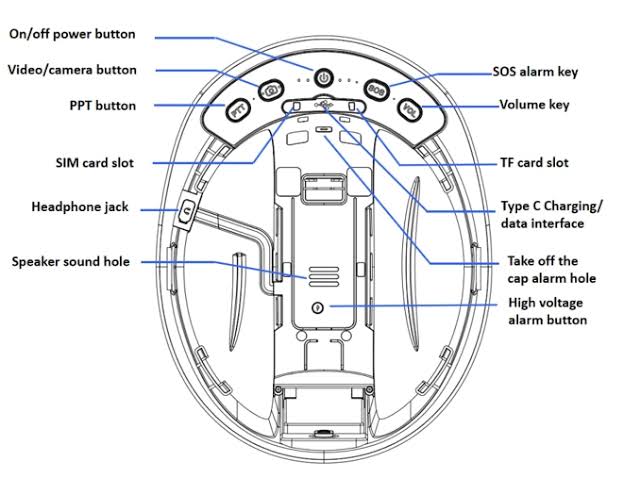 On/off power button
Video/camera button
SOS alarm key
PPT button
Volume key
PTT
SOS
VOL
SIM card slot
TF card slot
Headphone jack
Type C Charging/
data interface
Speaker sound hole
Take off the
cap alarm hole
High voltage
alarm button